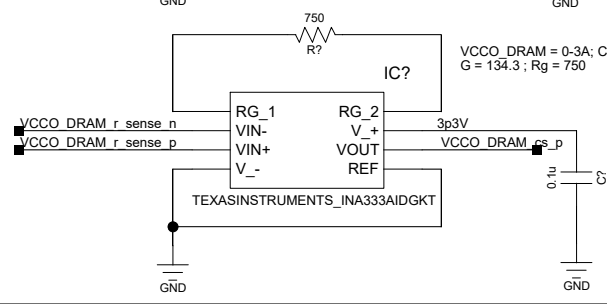 GND
GND
750
R?
VCCO_DRAM = 0-3A; C
G = 134.3 ; Rg = 750
IC?
RG_1
RG_2
VCCO_DRAM_r_sense_n
VIN-
V_+
3p3V
VCCO_DRAM_r_sense_p
VIN+
VOUT
VCCO_DRAM_cs_p
V_-
REF
0.1u
C?
TEXASINSTRUMENTS_INA333AIDGKT
GND
GND